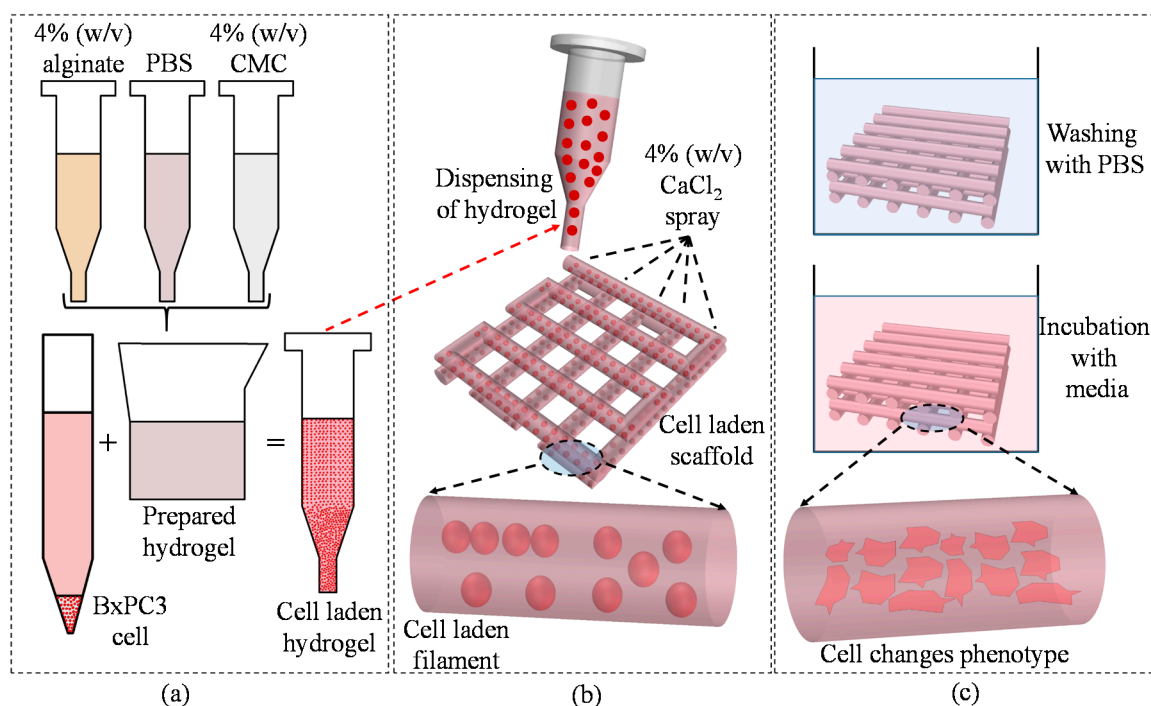 4% (w/v)
alginate
PBS
4% (w/v)
CMC
+
=
Prepared
hydrogel
BxPC3
cell
Cell laden
hydrogel
(a)
Dispensing
of hydrogel
4% (w/v)
CaCl₂
spray
Cell laden
scaffold
Cell laden
filament
(b)
Washing
with PBS
Incubation
with
media
Cell changes phenotype
(c)